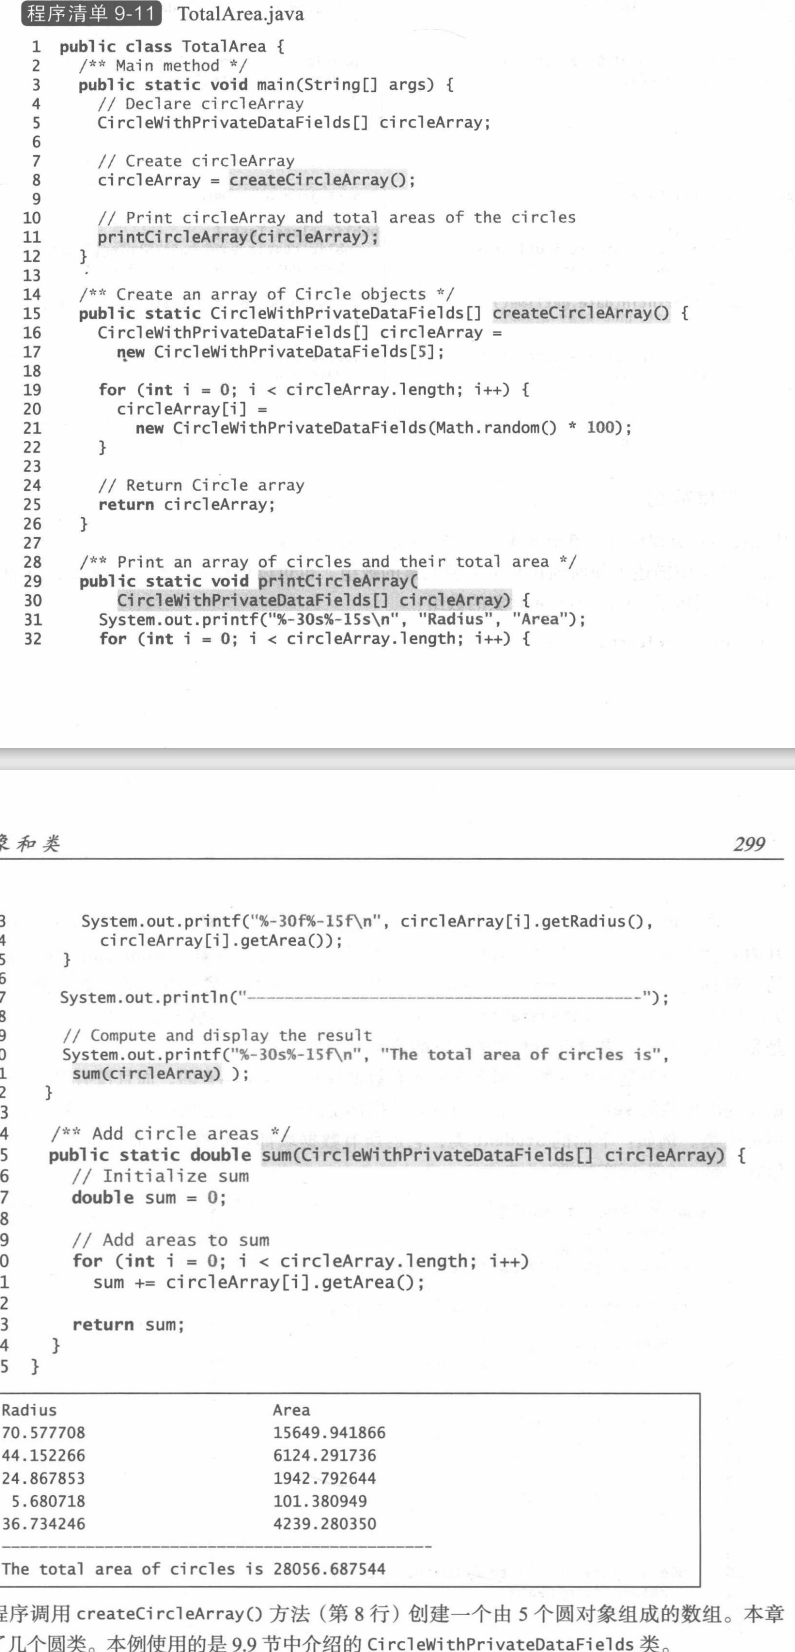 程序清单 9-11 TotalArea.java
1 public class TotalArea {
2 /** Main method */
3 public static void main(String[] args) {
4 // Declare circleArray
5 CircleWithPrivateDataFields[] circleArray;
6
7 // Create circleArray
8 circleArray = createCircleArray();
9
10 // Print circleArray and total areas of the circles
11 printCircleArray(circleArray);
12 }
13
14 /** Create an array of Circle objects */
15 public static CircleWithPrivateDataFields[] createCircleArray() {
16 CircleWithPrivateDataFields[] circleArray =
17 new CircleWithPrivateDataFields[5];
18
19 for (int i = 0; i < circleArray.length; i++) {
20 circleArray[i] =
21 new CircleWithPrivateDataFields(Math.random() * 100);
22 }
23
24 // Return Circle array
25 return circleArray;
26 }
27
28 /** Print an array of circles and their total area */
29 public static void printCircleArray(
30 CircleWithPrivateDataFields[] circleArray) {
31 System.out.printf("%-30s%-15s\n", "Radius", "Area");
32 for (int i = 0; i < circleArray.length; i++) {
和类 299
3 System.out.printf("%-30f%-15f\n", circleArray[i].getRadius(),
4 circleArray[i].getArea());
5 }
6
7 System.out.println("------------------------------------------");
8
9 // Compute and display the result
0 System.out.printf("%-30s%-15f\n", "The total area of circles is",
1 sum(circleArray) );
2 }
3
4 /** Add circle areas */
5 public static double sum(CircleWithPrivateDataFields[] circleArray) {
6 // Initialize sum
7 double sum = 0;
8
9 // Add areas to sum
0 for (int i = 0; i < circleArray.length; i++)
1 sum += circleArray[i].getArea();
2
3 return sum;
4 }
5 }
Radius Area
70.577708 15649.941866
44.152266 6124.291736
24.867853 1942.792644
5.680718 101.380949
36.734246 4239.280350
------------------------------------------
The total area of circles is 28056.687544
程序调用 createCircleArray() 方法（第 8 行）创建一个由 5 个圆对象组成的数组。本章
了几个圆类。本例使用的是 9.9 节中介绍的 CircleWithPrivateDataFields 类。